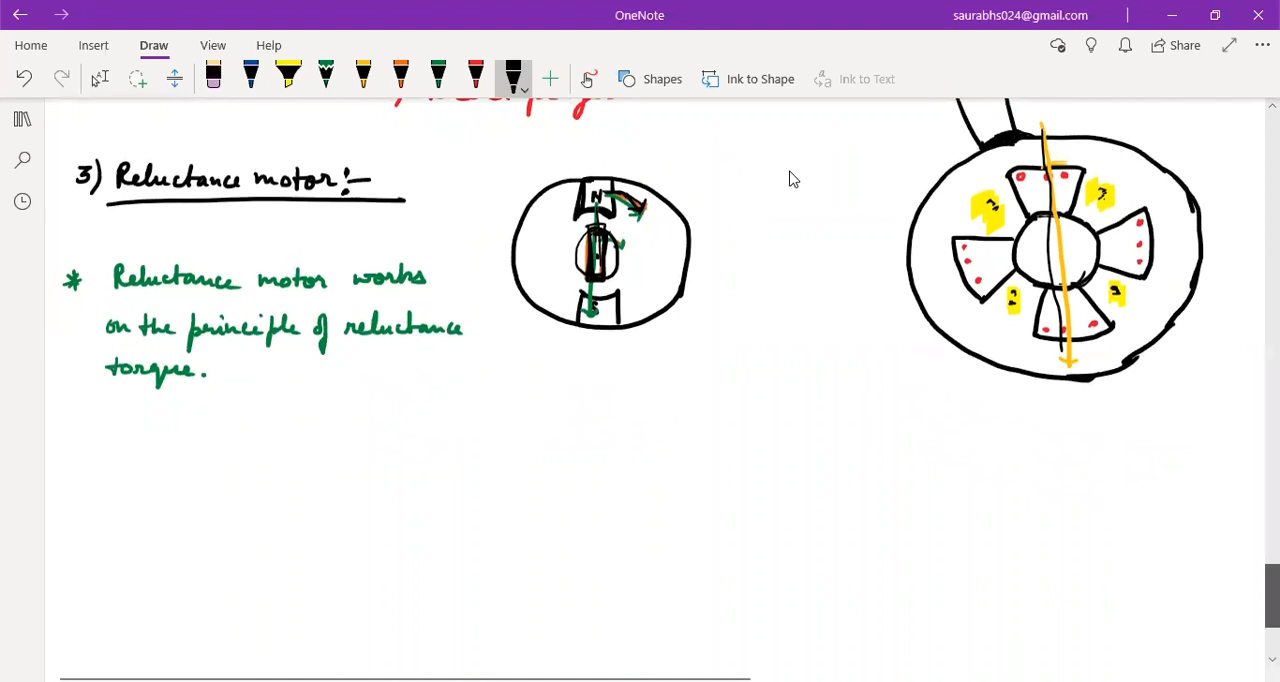 OneNote
saurabhs024@gmail.com
Home Insert Draw View Help
Share
Shapes
Ink to Shape
Ink to Text
3) Reluctance motor:-
* Reluctance motor works
on the principle of reluctance
torque.
N
S